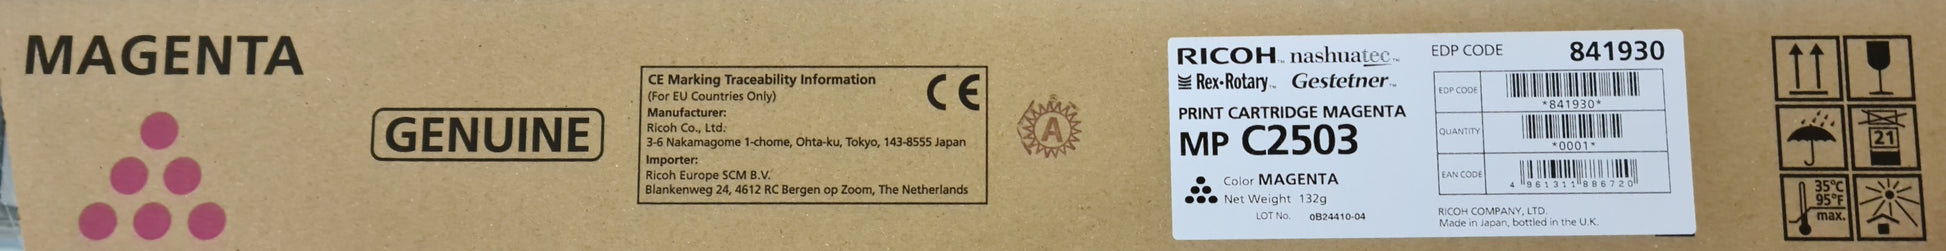 MAGENTA
GENUINE
CE Marking Traceability Information
(For EU Countries Only)
CE
Manufacturer:
Ricoh Co., Ltd.
3-6 Nakamagome 1-chome, Ohta-ku, Tokyo, 143-8555 Japan
Importer:
Ricoh Europe SCM B.V.
Blankenweg 24, 4612 RC Bergen op Zoom, The Netherlands
A
RICOH™ nashuatec™
Rex•Rotary™ Gestetner™
PRINT CARTRIDGE MAGENTA
MP C2503
Color MAGENTA
Net Weight 132g
LOT No. 0B24410-04
EDP CODE 841930
EDP CODE
*841930*
QUANTITY
*0001*
EAN CODE
4 961311 886720
RICOH COMPANY, LTD.
Made in Japan, bottled in the U.K.
21
35°C
95°F
max.